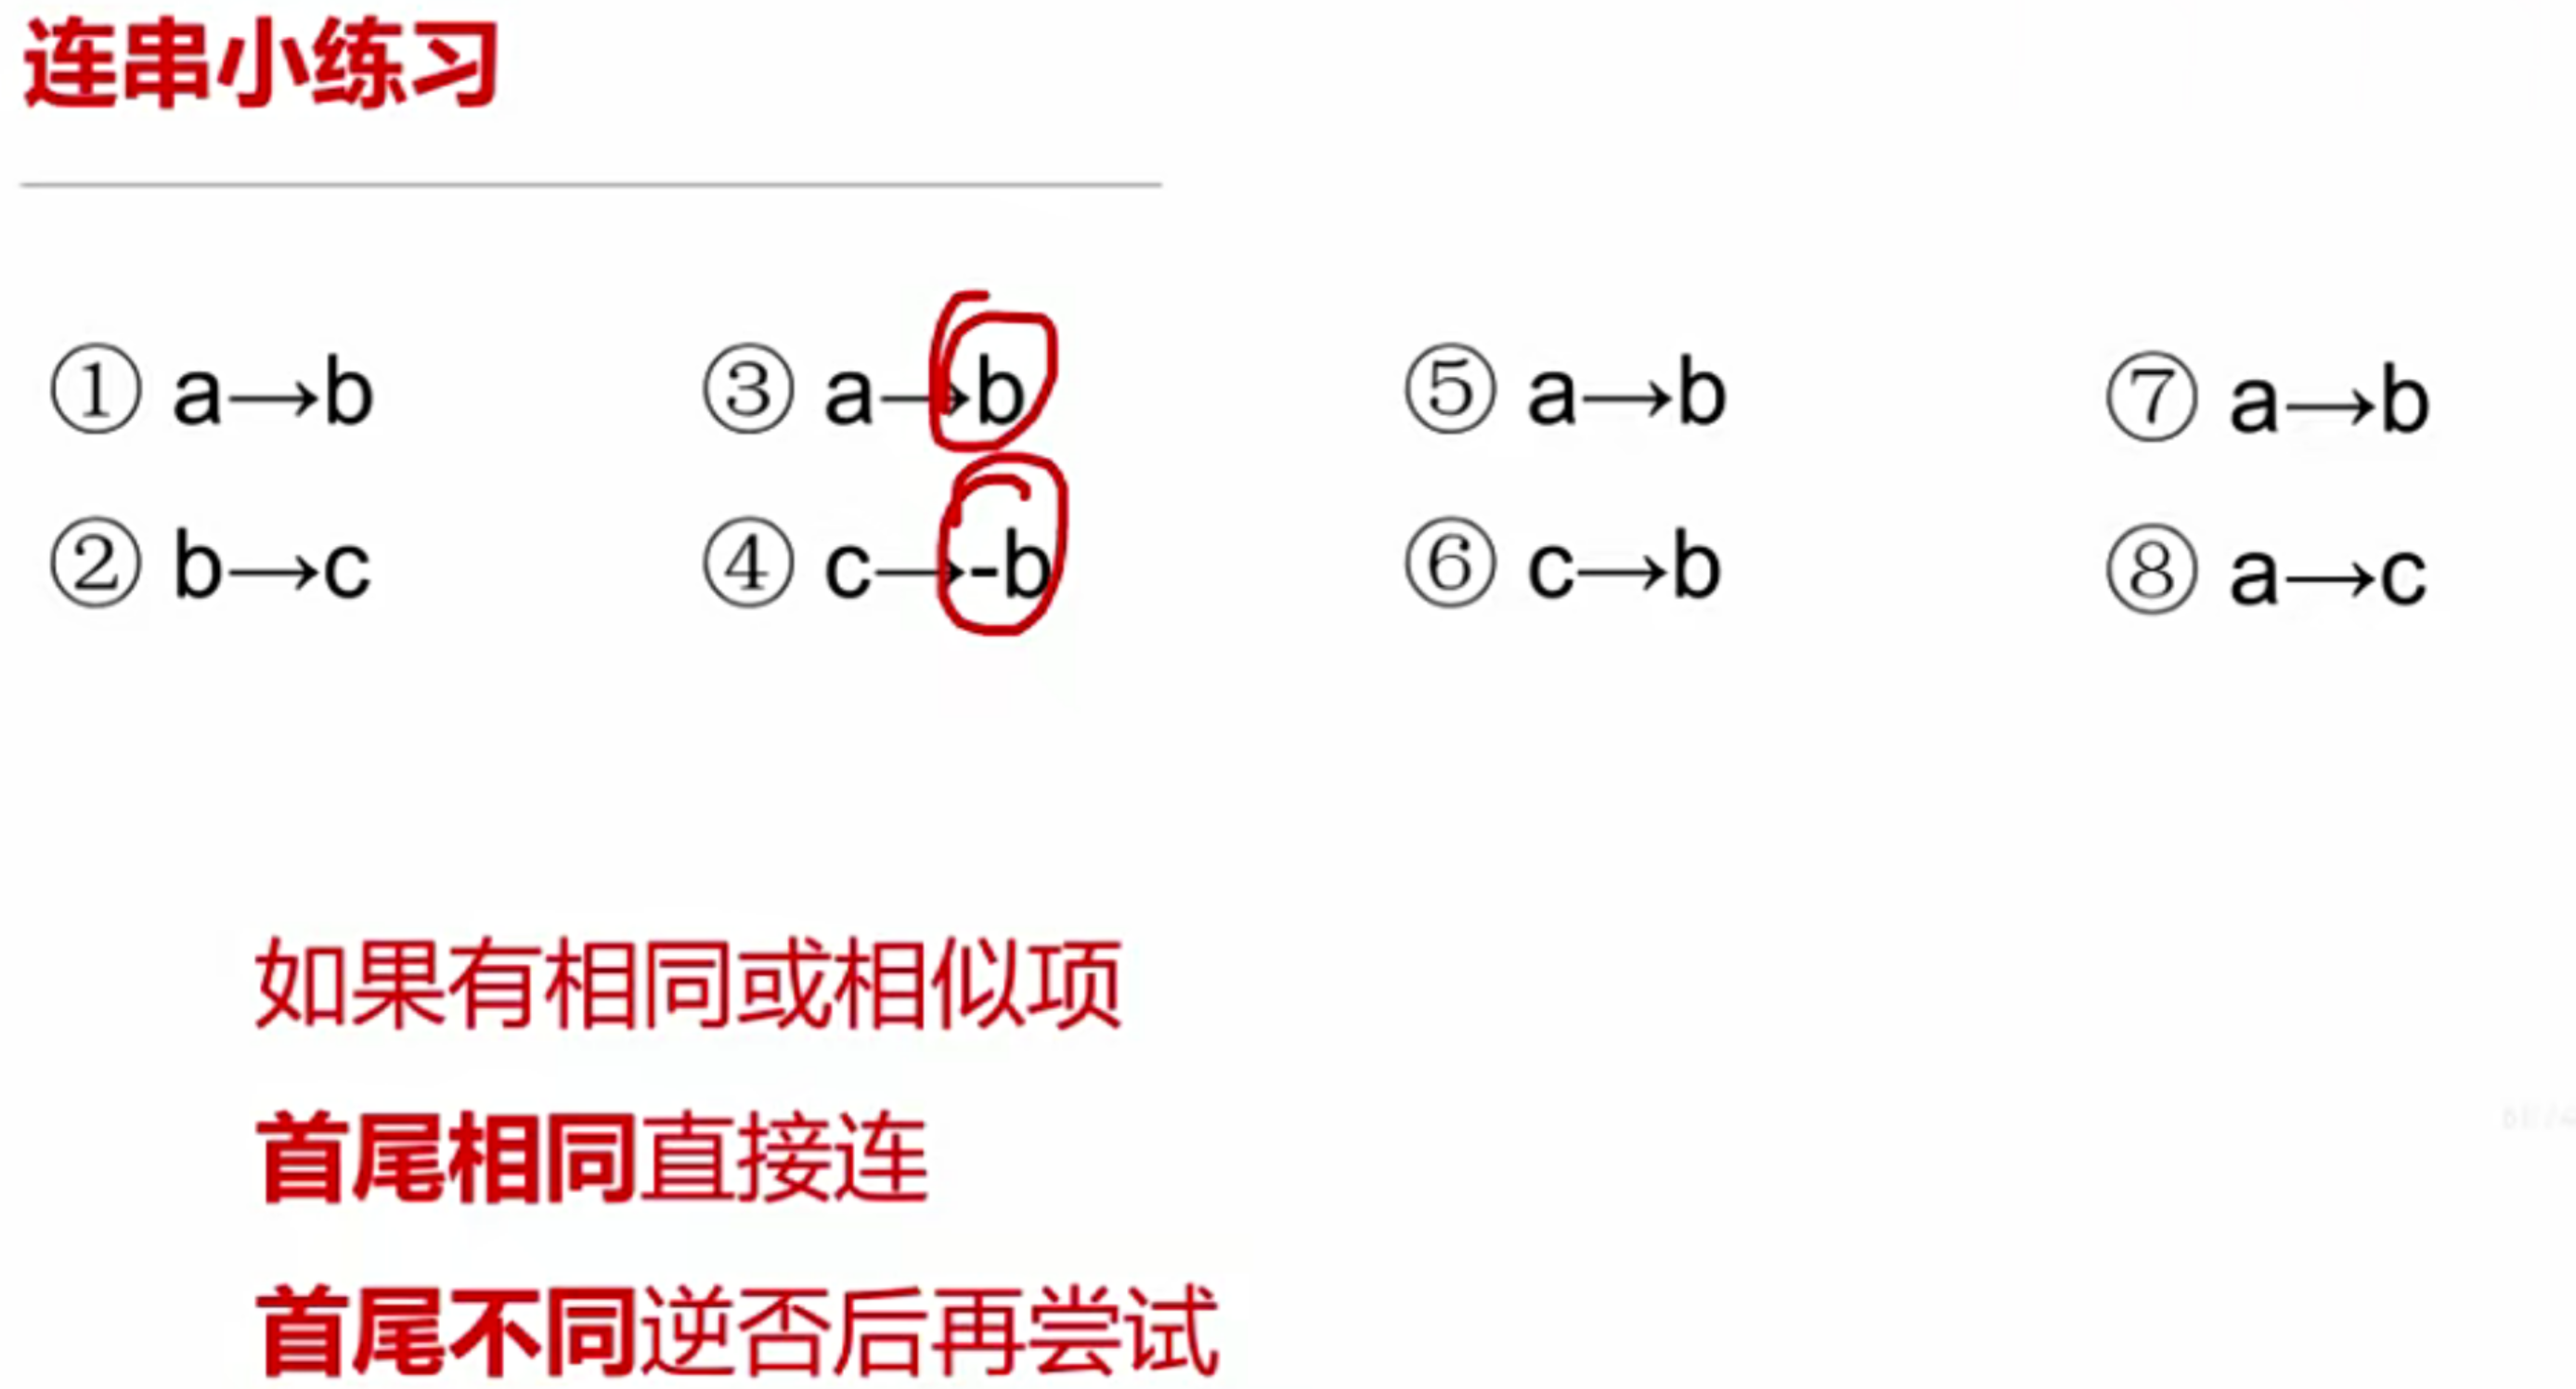 连串小练习
① a→b ③ a→b ⑤ a→b ⑦ a→b
② b→c ④ c→-b ⑥ c→b ⑧ a→c
如果有相同或相似项
首尾相同直接连
首尾不同逆否后再尝试